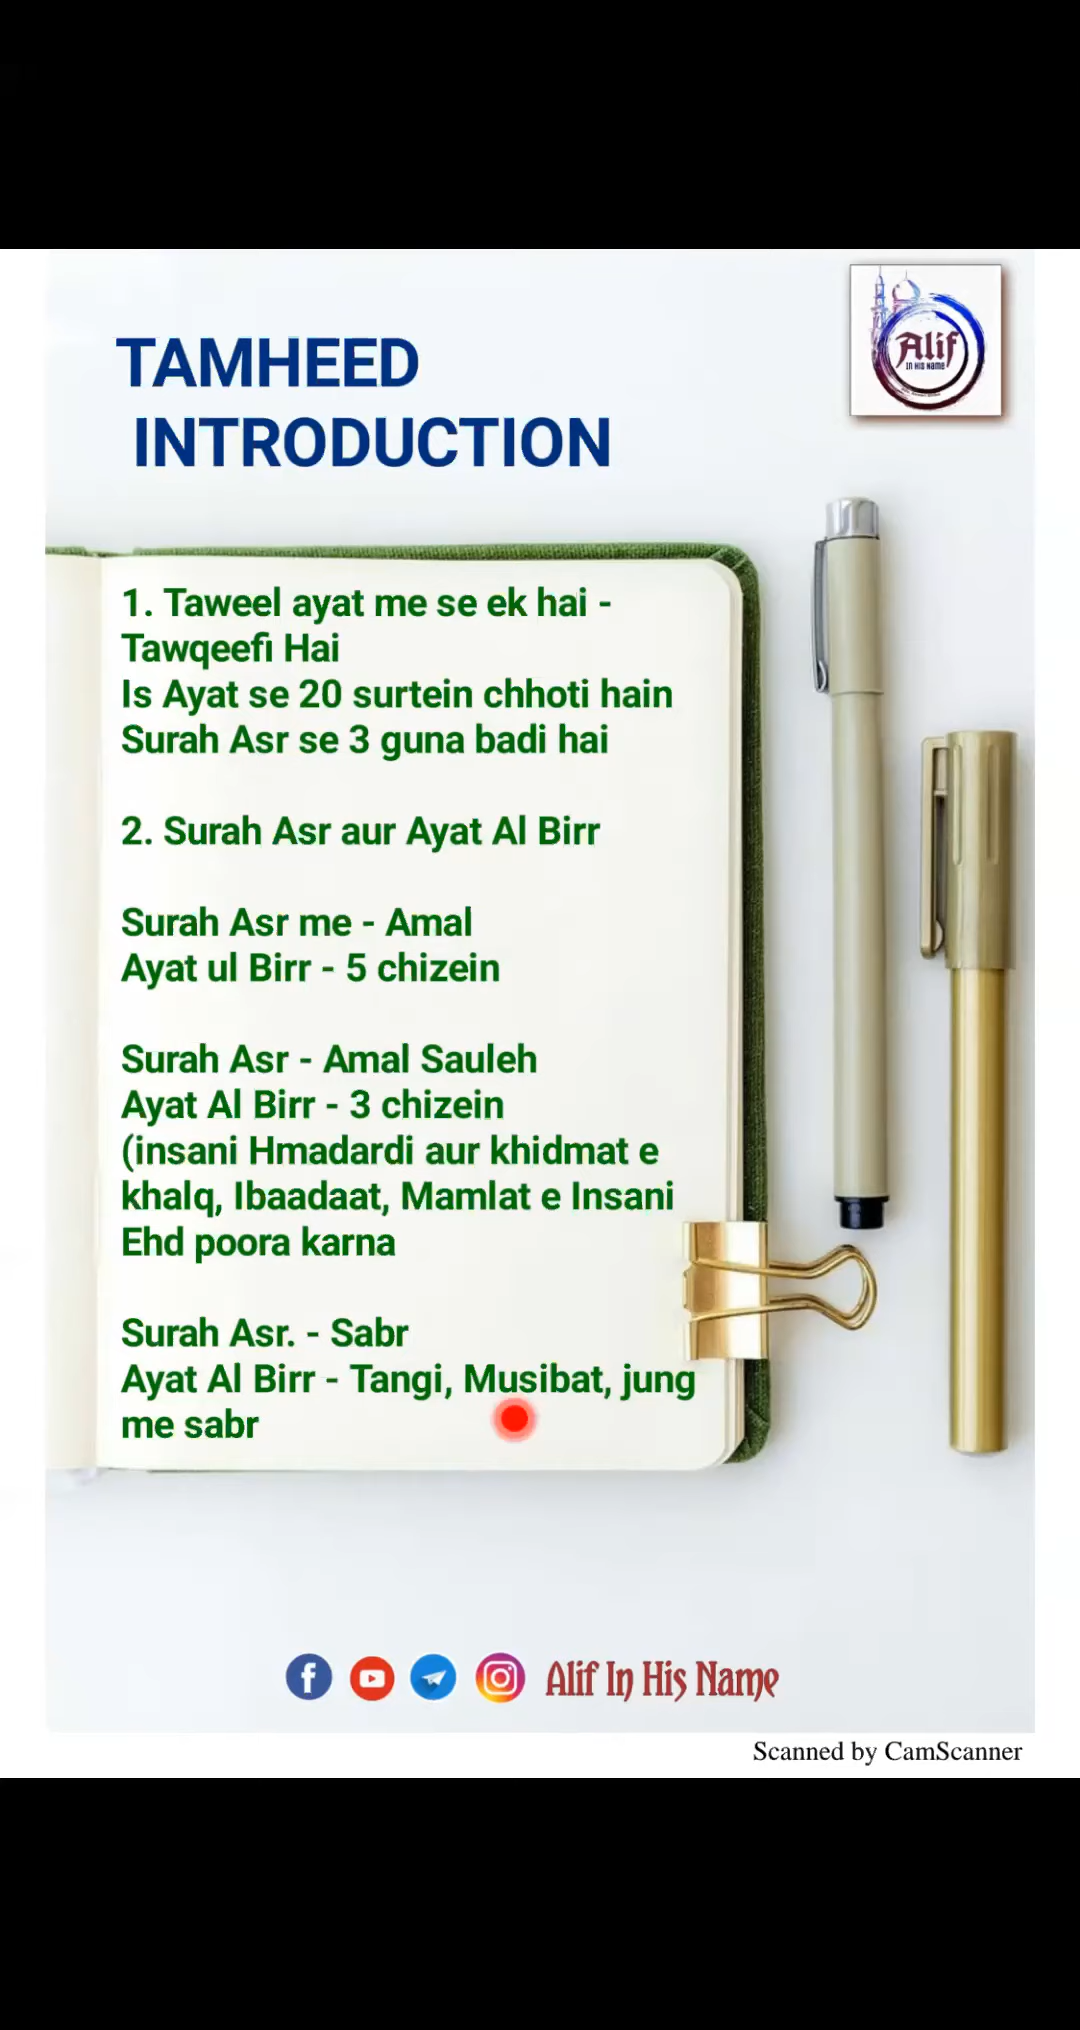 Alif
IN HIS NAME
TAMHEED
INTRODUCTION
1. Taweel ayat me se ek hai -
Tawqeefi Hai
Is Ayat se 20 surtein chhoti hain
Surah Asr se 3 guna badi hai
2. Surah Asr aur Ayat Al Birr
Surah Asr me - Amal
Ayat ul Birr - 5 chizein
Surah Asr - Amal Sauleh
Ayat Al Birr - 3 chizein
(insani Hmadardi aur khidmat e
khalq, Ibaadaat, Mamlat e Insani
Ehd poora karna
Surah Asr. - Sabr
Ayat Al Birr - Tangi, Musibat, jung
me sabr
Alif In His Name
Scanned by CamScanner